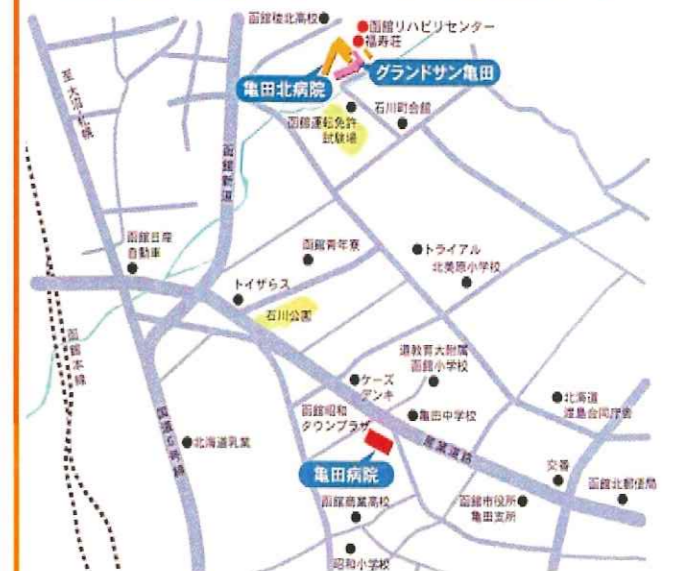 函館稜北高校
函館リハビリセンター
福寿荘
グランドサン亀田
亀田北病院
至大沼・札幌
函館運転免許
試験場
石川町会館
函館新道
函館日産
自動車
函館青年寮
トライアル
北美原小学校
トイザらス
石川公園
函館本線
道教育大附属
函館小学校
ケーズ
デンキ
北海道
渡島合同庁舎
函館昭和
タウンプラザ
亀田中学校
国道5号線
北海道乳業
産業道路
亀田病院
交番
函館北郵便局
函館商業高校
函館市役所
亀田支所
昭和小学校